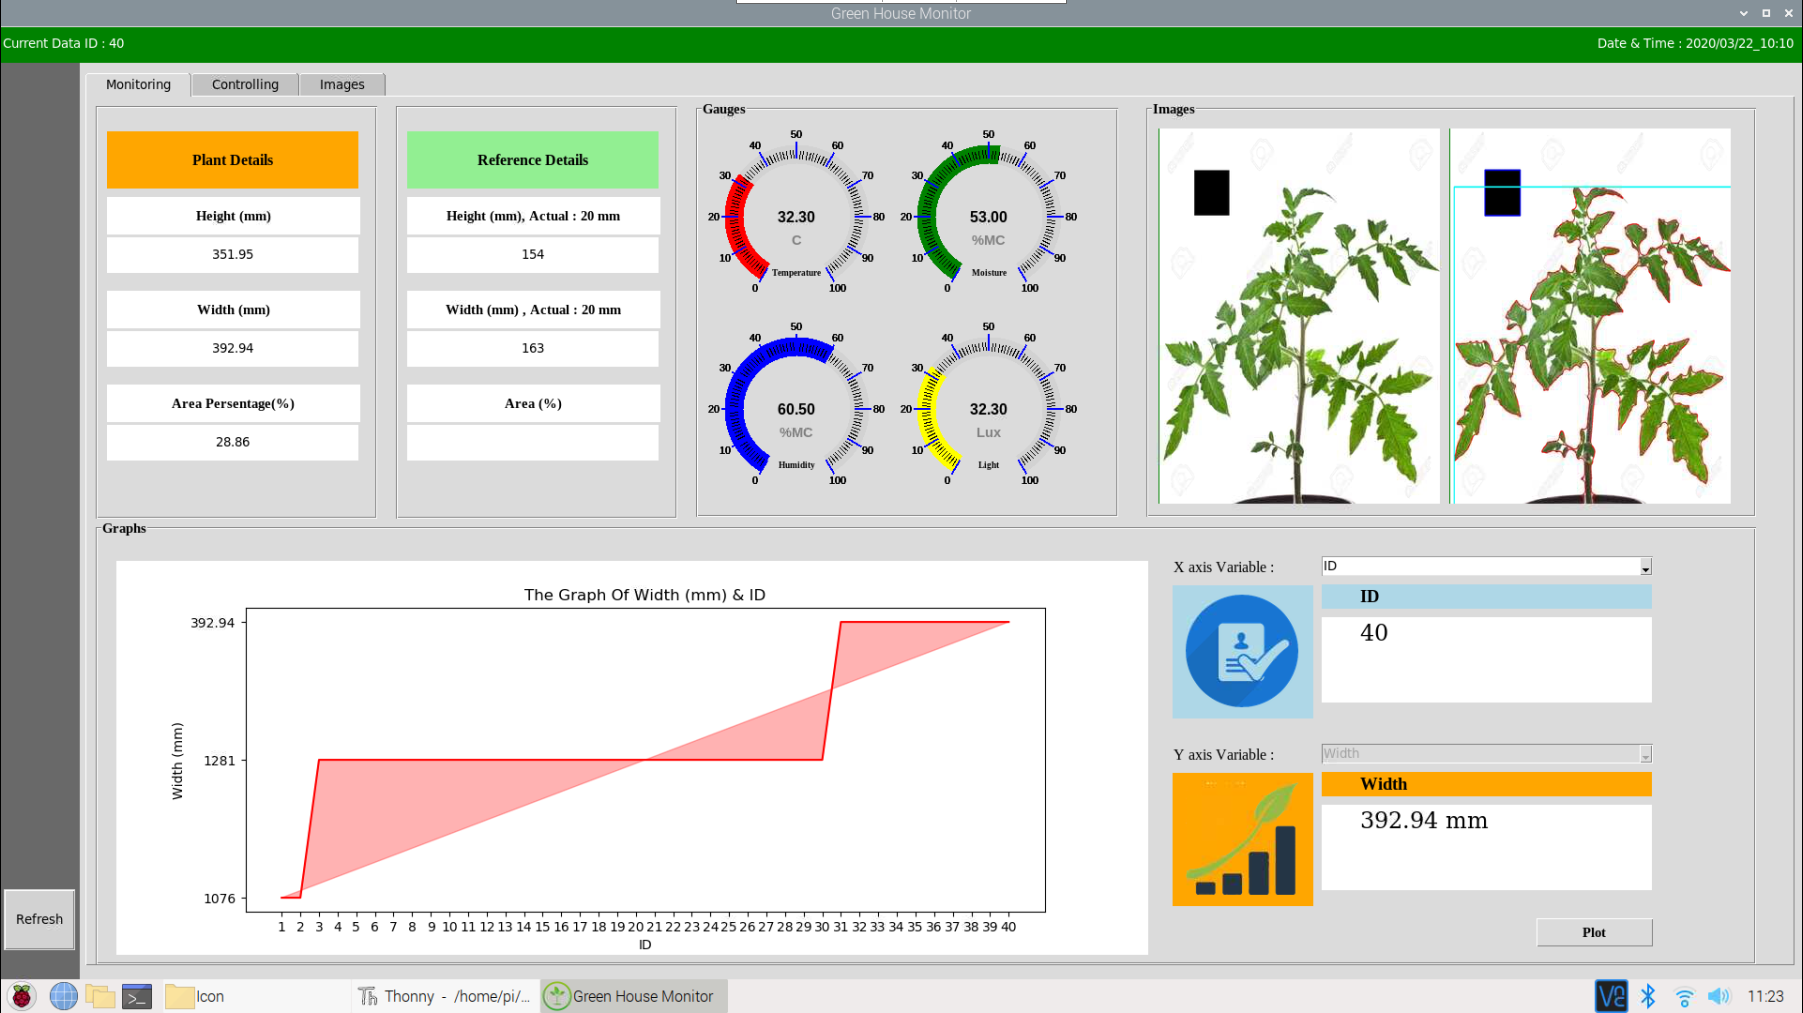 Green House Monitor
Current Data ID : 40
Date & Time : 2020/03/22_10:10
Monitoring
Controlling
Images
Plant Details
Height (mm)
351.95
Width (mm)
392.94
Area Persentage(%)
28.86
Reference Details
Height (mm), Actual : 20 mm
154
Width (mm) , Actual : 20 mm
163
Area (%)
Gauges
0 10 20 30 40 50 60 70 80 90 100
32.30
C
Temperature
0 10 20 30 40 50 60 70 80 90 100
53.00
%MC
Moisture
0 10 20 30 40 50 60 70 80 90 100
60.50
%MC
Humidity
0 10 20 30 40 50 60 70 80 90 100
32.30
Lux
Light
Images
Graphs
The Graph Of Width (mm) & ID
392.94
1281
1076
Width (mm)
1 2 3 4 5 6 7 8 9 10 11 12 13 14 15 16 17 18 19 20 21 22 23 24 25 26 27 28 29 30 31 32 33 34 35 36 37 38 39 40
ID
X axis Variable :
ID
ID
40
Y axis Variable :
Width
Width
392.94 mm
Plot
Refresh
Icon
Thonny - /home/pi/...
Green House Monitor
11:23